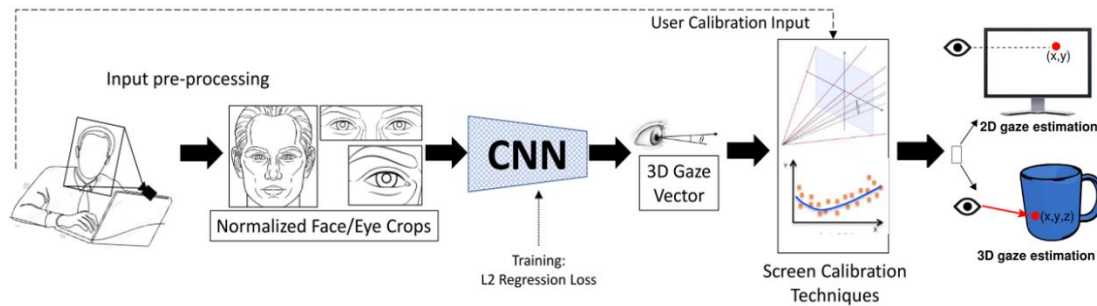 User Calibration Input
Input pre-processing
CNN
Normalized Face/Eye Crops
3D Gaze
Vector
θ
Training:
L2 Regression Loss
Y
X
Screen Calibration
Techniques
(x,y)
2D gaze estimation
(x,y,z)
3D gaze estimation